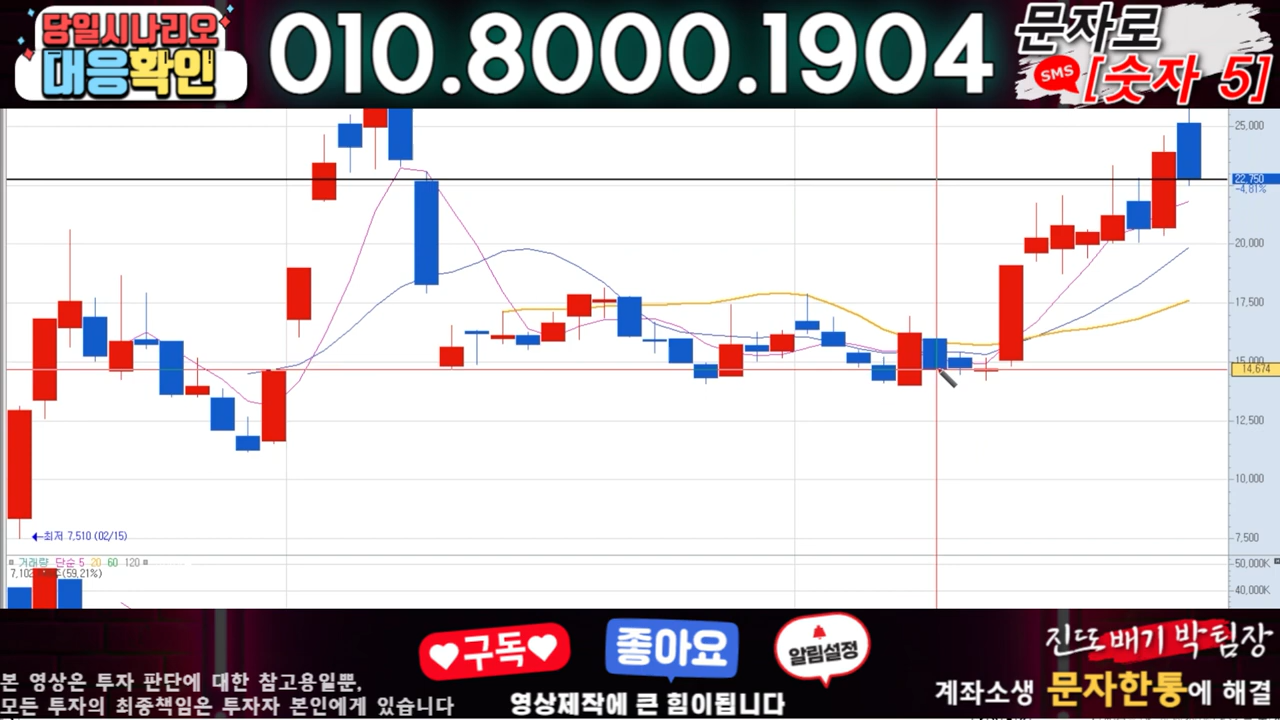 당일시나리오
대응확인
010.8000.1904
문자로
SMS
[숫자 5]
25,000
22,750
-4,81%
20,000
17,500
15,000
14,674
12,500
10,000
7,500
최저 7,510 (02/15)
거래량 단순 5 20 60 120
(59,21%)
50,000K
40,000K
구독
좋아요
알림설정
진또배기 박팀장
본 영상은 투자 판단에 대한 참고용일뿐,
모든 투자의 최종책임은 투자자 본인에게 있습니다
영상제작에 큰 힘이됩니다
계좌소생 문자한통에 해결